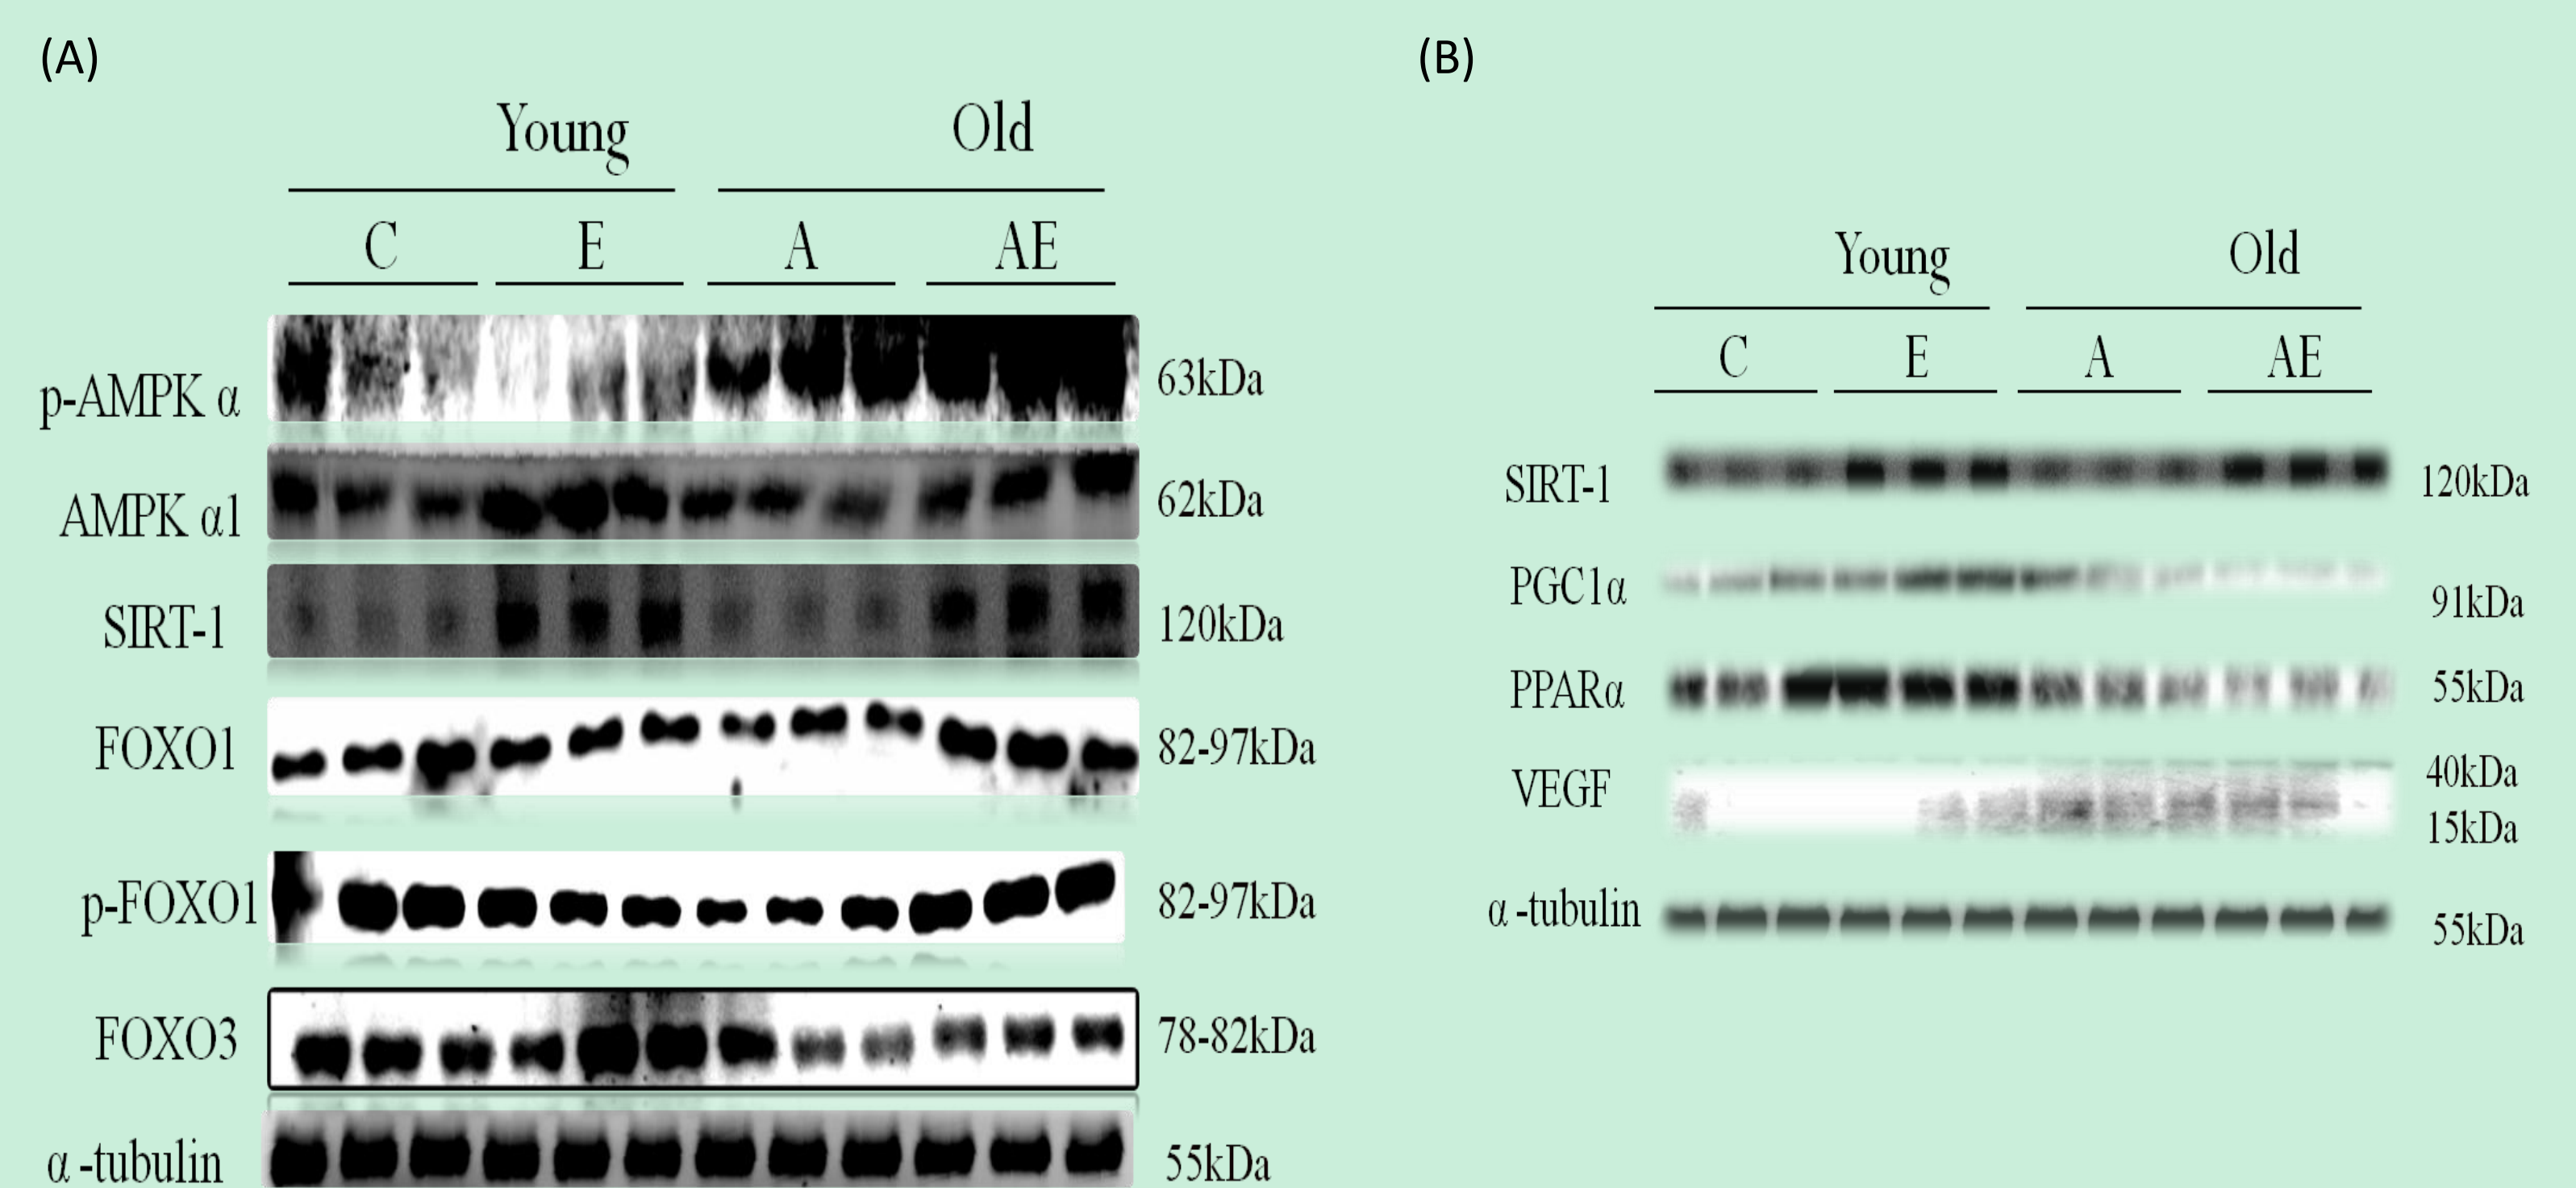 (A)
Young Old
C E A AE
p-AMPK α 63kDa
AMPK α1 62kDa
SIRT-1 120kDa
FOXO1 82-97kDa
p-FOXO1 82-97kDa
FOXO3 78-82kDa
α-tubulin 55kDa
(B)
Young Old
C E A AE
SIRT-1 120kDa
PGC1α 91kDa
PPARα 55kDa
VEGF 40kDa
15kDa
α-tubulin 55kDa